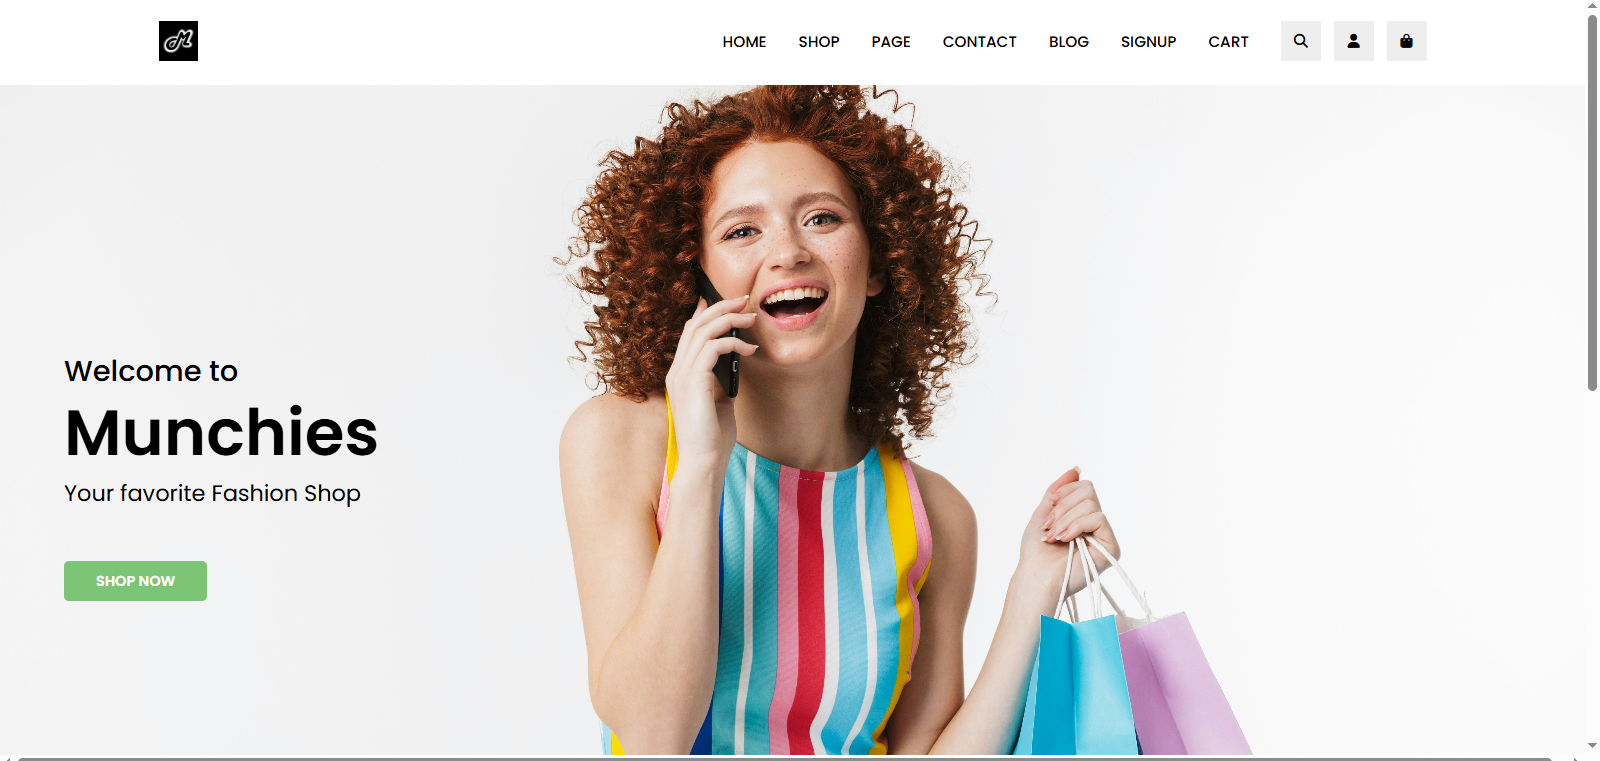 M
HOME SHOP PAGE CONTACT BLOG SIGNUP CART
Welcome to
Munchies
Your favorite Fashion Shop
SHOP NOW